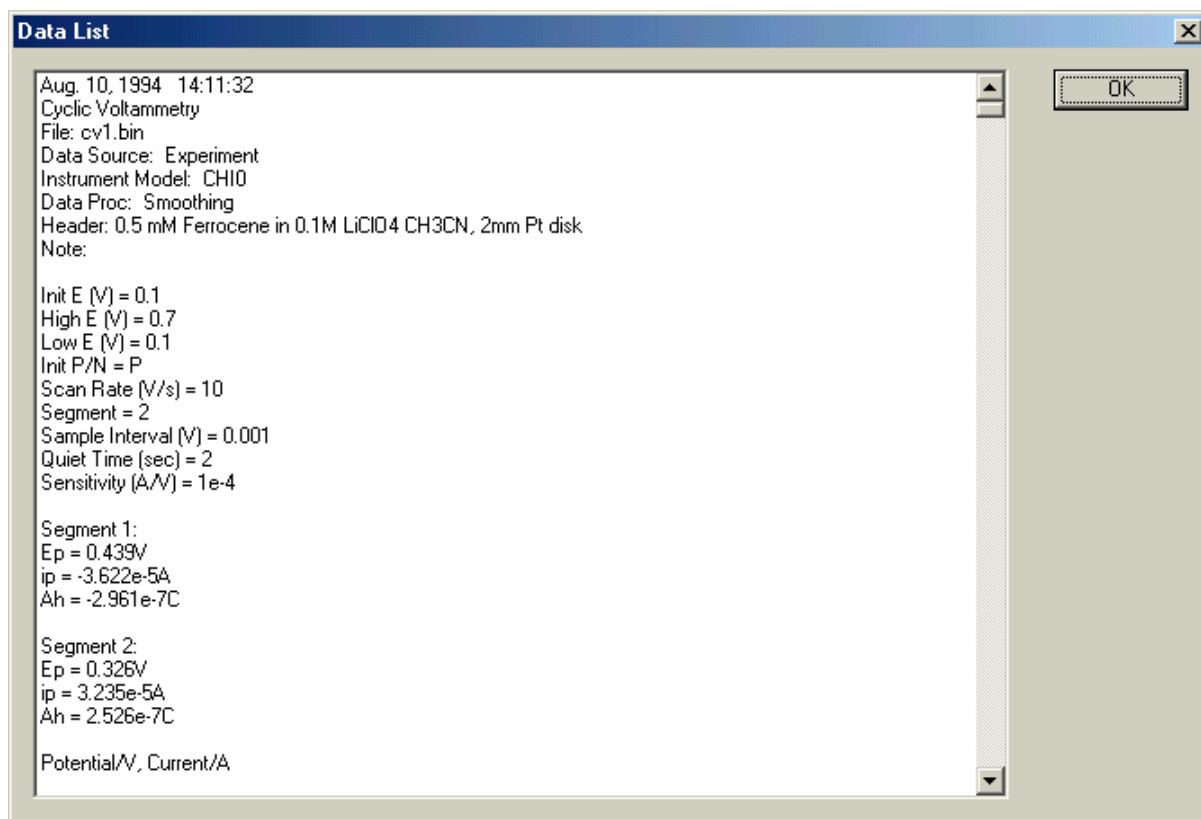 Data List
OK
Aug. 10, 1994   14:11:32
Cyclic Voltammetry
File: cv1.bin
Data Source:  Experiment
Instrument Model:  CHI0
Data Proc:  Smoothing
Header: 0.5 mM Ferrocene in 0.1M LiClO4 CH3CN, 2mm Pt disk
Note:
Init E (V) = 0.1
High E (V) = 0.7
Low E (V) = 0.1
Init P/N = P
Scan Rate (V/s) = 10
Segment = 2
Sample Interval (V) = 0.001
Quiet Time (sec) = 2
Sensitivity (A/V) = 1e-4
Segment 1:
Ep = 0.439V
ip = -3.622e-5A
Ah = -2.961e-7C
Segment 2:
Ep = 0.326V
ip = 3.235e-5A
Ah = 2.526e-7C
Potential/V, Current/A